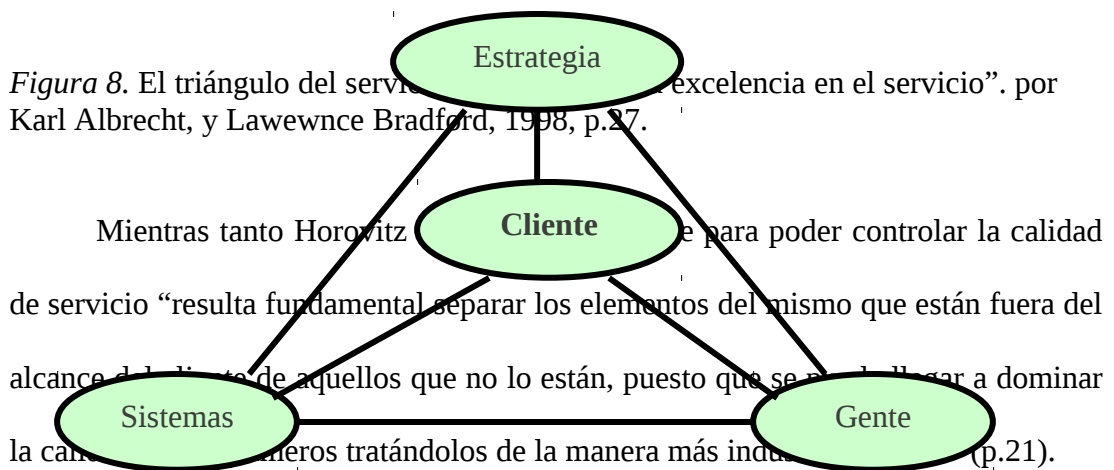 Estrategia
Figura 8. El triángulo del excelencia en el servicio”. por
Karl Albrecht, y Lawewnce Bradford, 1998, p.27.
Cliente
Mientras tanto Horovitz para poder controlar la calidad
de servicio “resulta fundamental separar los elementos del mismo que están fuera del
alcance de aquellos que no lo están, puesto que se a dominar
Sistemas
Gente
la tratándolos de la manera más (p.21).